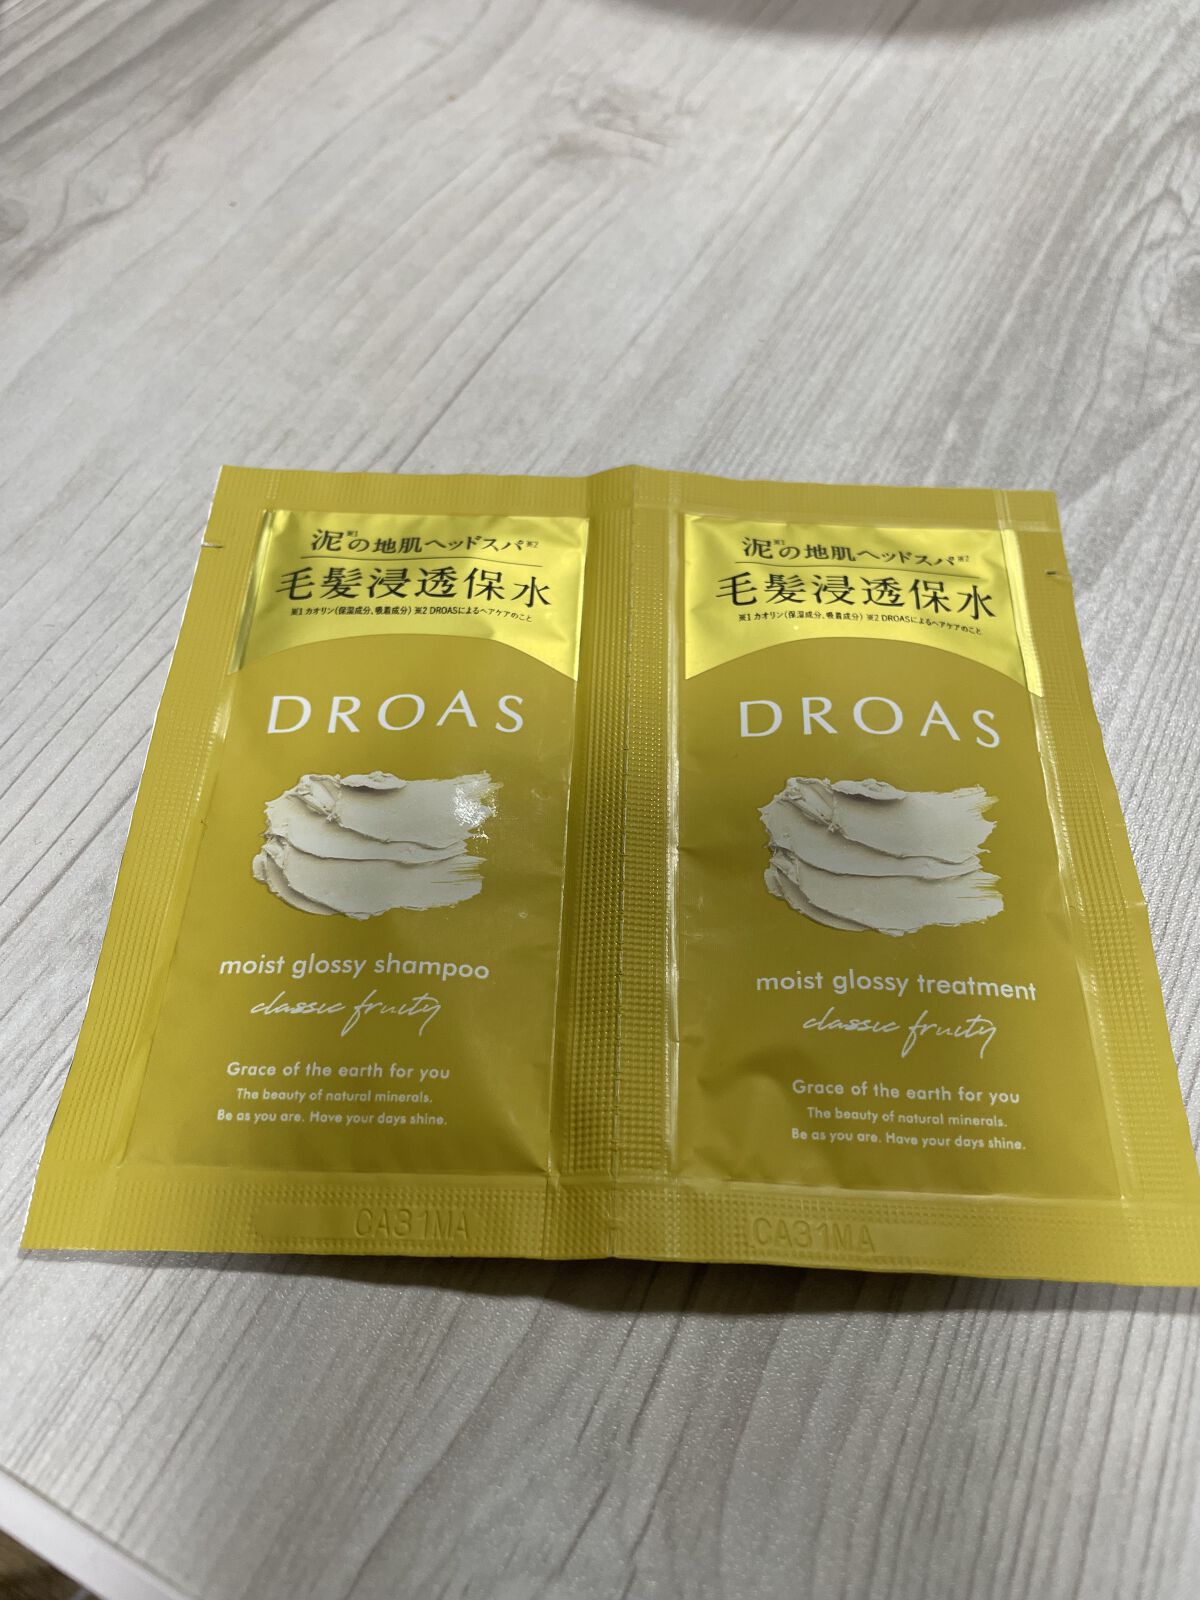 泥※1の地肌ヘッドスパ※2
毛髪浸透保水
※1 カオリン(保湿成分、吸着成分) ※2 DROASによるヘアケアのこと
DROAS
moist glossy shampoo
classic fruity
Grace of the earth for you
The beauty of natural minerals.
Be as you are. Have your days shine.
CA31MA
泥※1の地肌ヘッドスパ※2
毛髪浸透保水
※1 カオリン(保湿成分、吸着成分) ※2 DROASによるヘアケアのこと
DROAS
moist glossy treatment
classic fruity
Grace of the earth for you
The beauty of natural minerals.
Be as you are. Have your days shine.
CA31MA